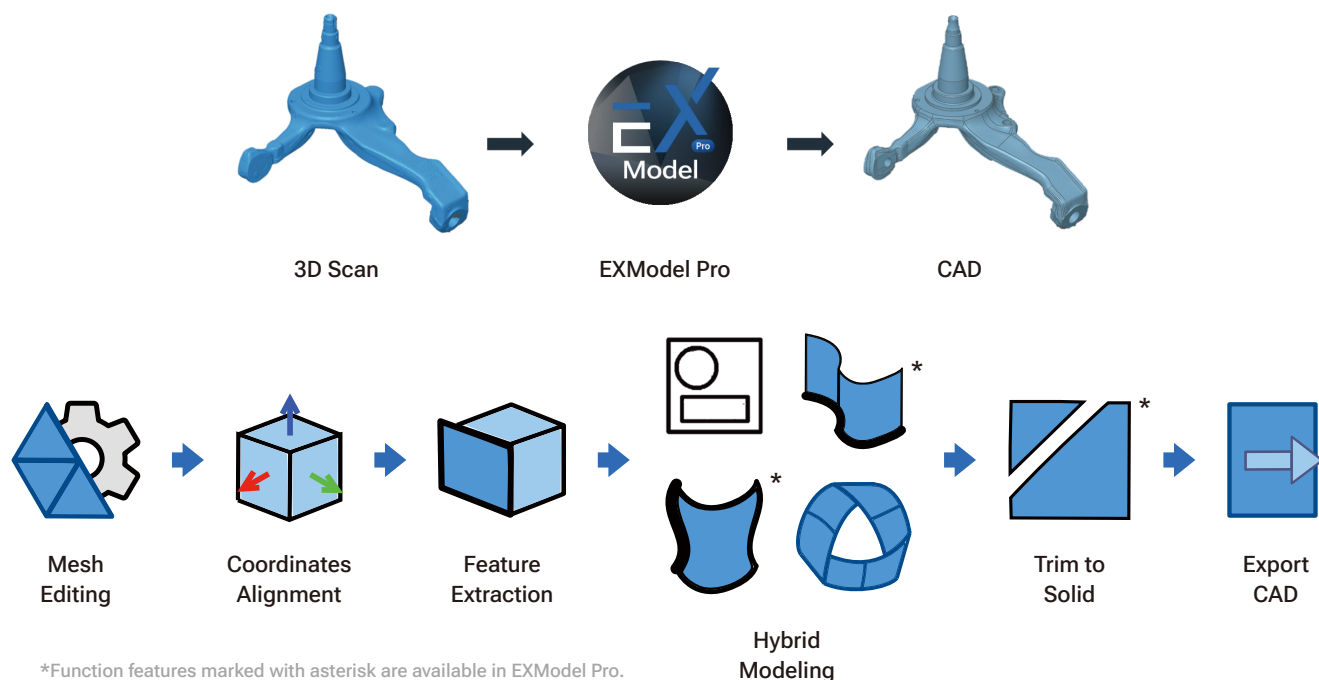 EX
Pro
Model
3D Scan
EXModel Pro
CAD
*
*
*
Mesh
Editing
Coordinates
Alignment
Feature
Extraction
Hybrid
Modeling
Trim to
Solid
Export
CAD
*Function features marked with asterisk are available in EXModel Pro.